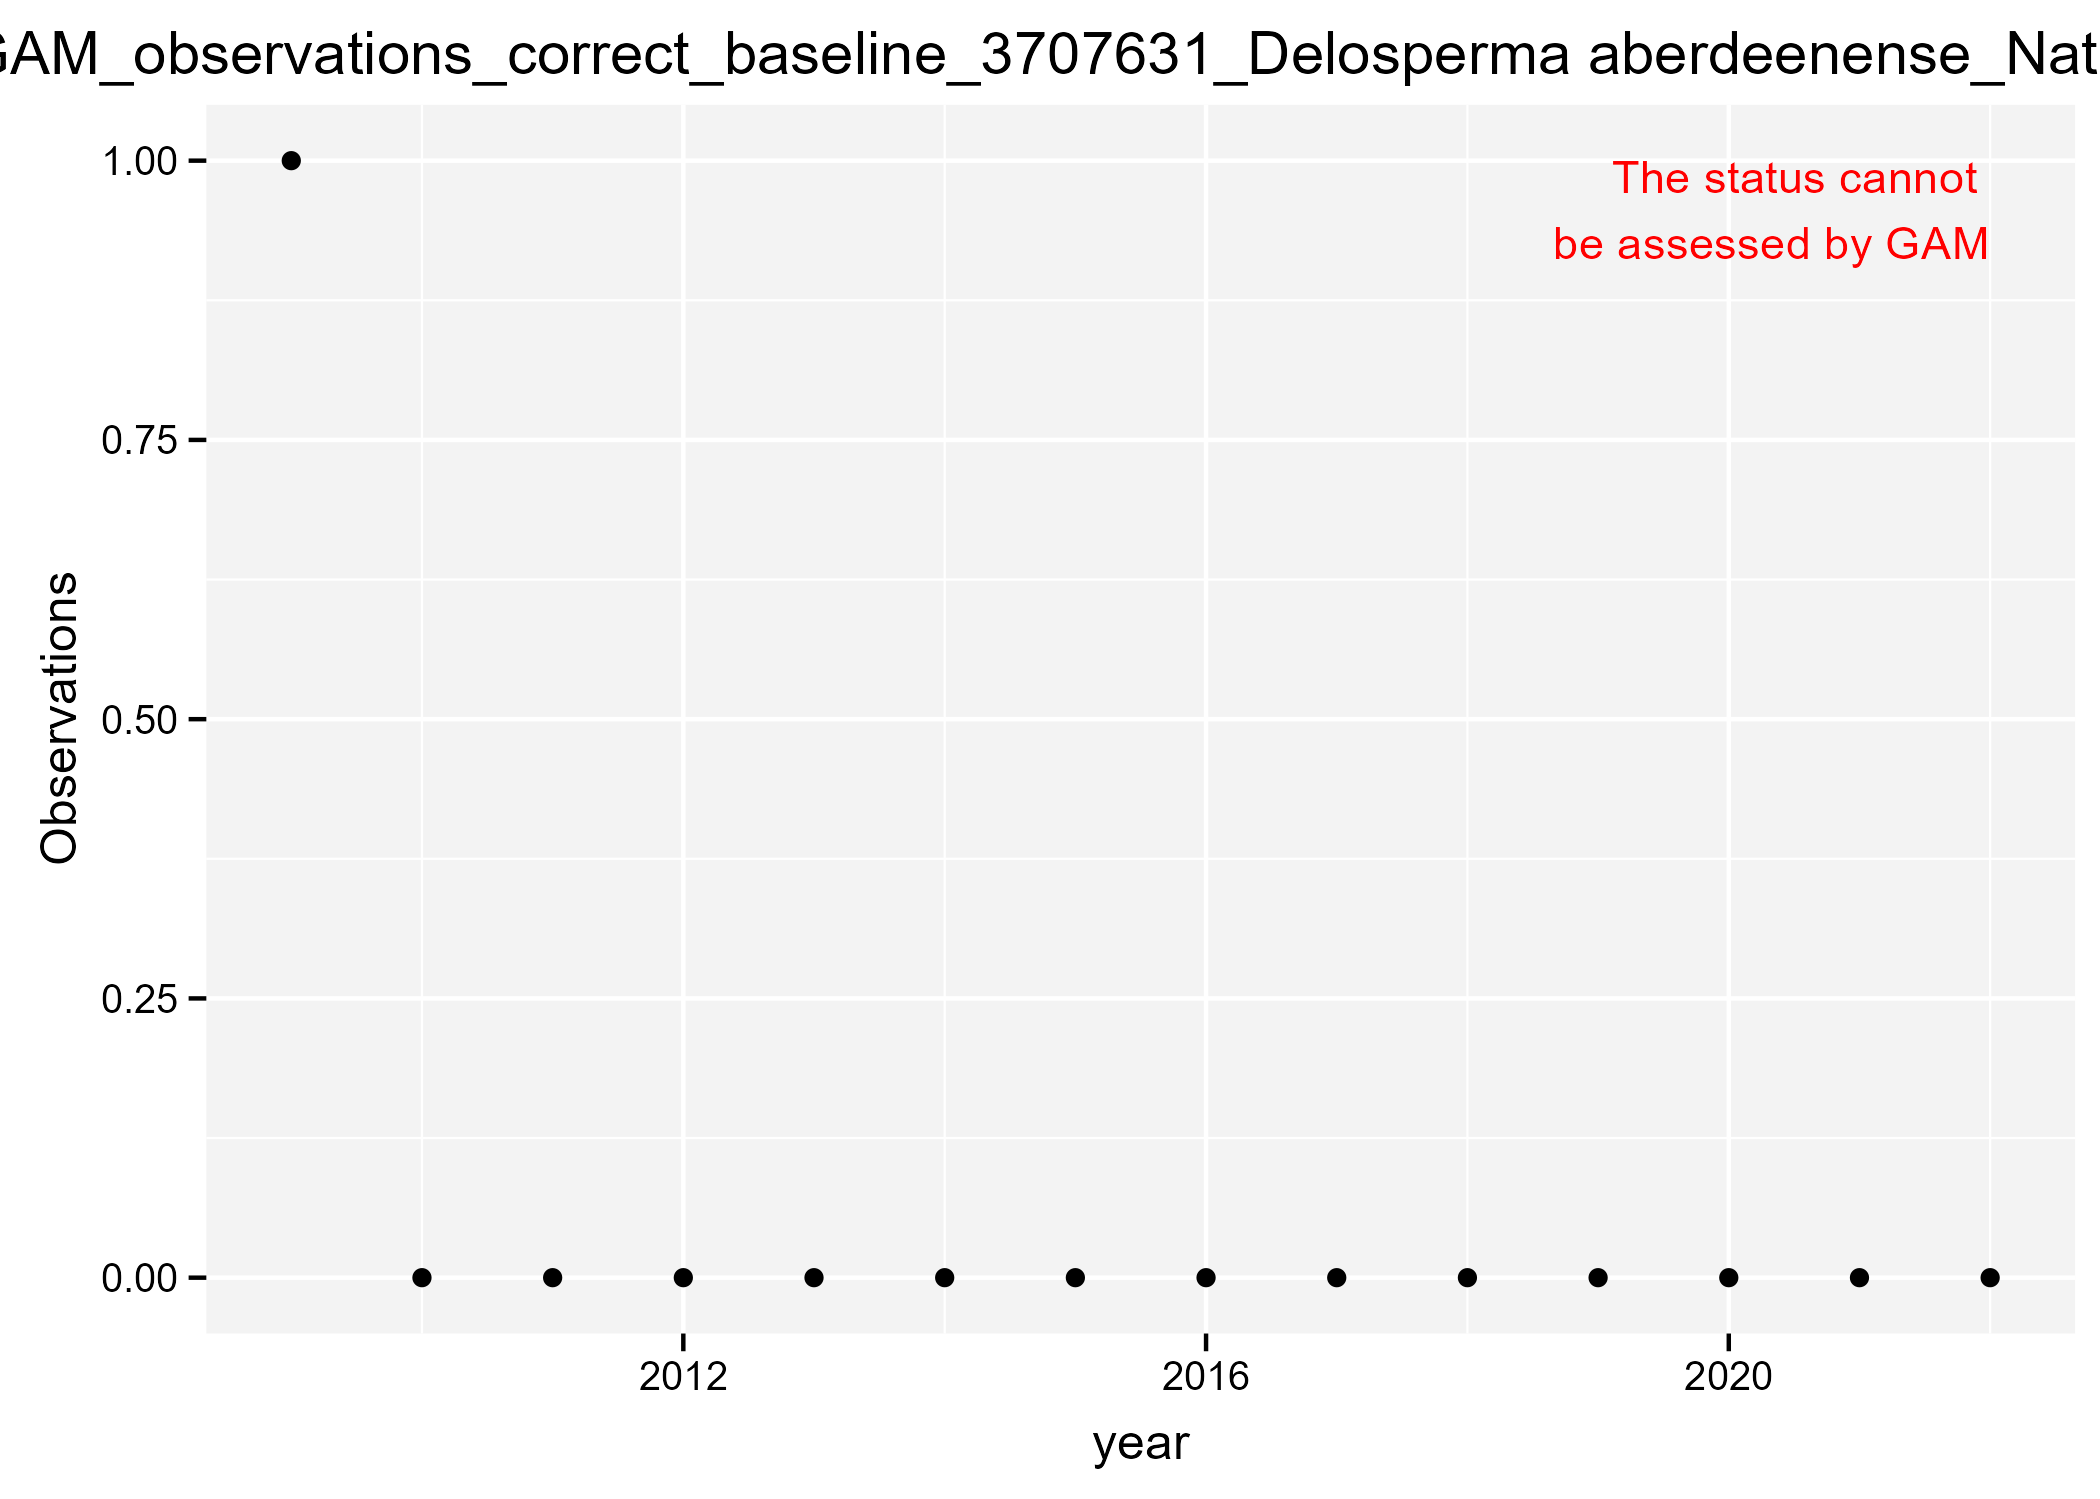 GAM_observations_correct_baseline_3707631_Delosperma aberdeenense_Nat
The status cannot
be assessed by GAM
1.00
0.75
0.50
0.25
0.00
Observations
2012 2016 2020
year